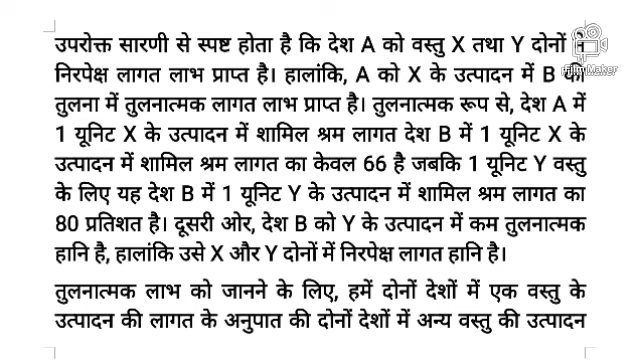 उपरोक्त सारणी से स्पष्ट होता है कि देश A को वस्तु X तथा Y दोनों में
निरपेक्ष लागत लाभ प्राप्त है। हालांकि, A को X के उत्पादन में B की
तुलना में तुलनात्मक लागत लाभ प्राप्त है। तुलनात्मक रूप से, देश A में
1 यूनिट X के उत्पादन में शामिल श्रम लागत देश B में 1 यूनिट X के
उत्पादन में शामिल श्रम लागत का केवल 66 है जबकि 1 यूनिट Y वस्तु
के लिए यह देश B में 1 यूनिट Y के उत्पादन में शामिल श्रम लागत का
80 प्रतिशत है। दूसरी ओर, देश B को Y के उत्पादन में कम तुलनात्मक
हानि है, हालांकि उसे X और Y दोनों में निरपेक्ष लागत हानि है।
तुलनात्मक लाभ को जानने के लिए, हमें दोनों देशों में एक वस्तु के
उत्पादन की लागत के अनुपात की दोनों देशों में अन्य वस्तु की उत्पादन
iFilmMaker